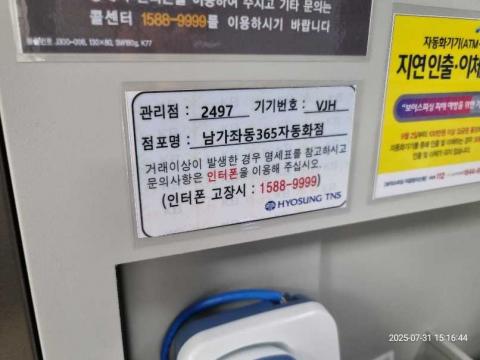 콜센터 1588-9999를 이용하시기 바랍니다
자동화기기(ATM
지연인출·이체
관리점 : 2497 기기번호 : VJH
점포명 : 남가좌동365자동화점
거래이상이 발생한 경우 명세표를 참고하시고
문의사항은 인터폰을 이용해 주십시오.
(인터폰 고장시 : 1588-9999)
HYOSUNG TNS
2025-07-31 15:16:44